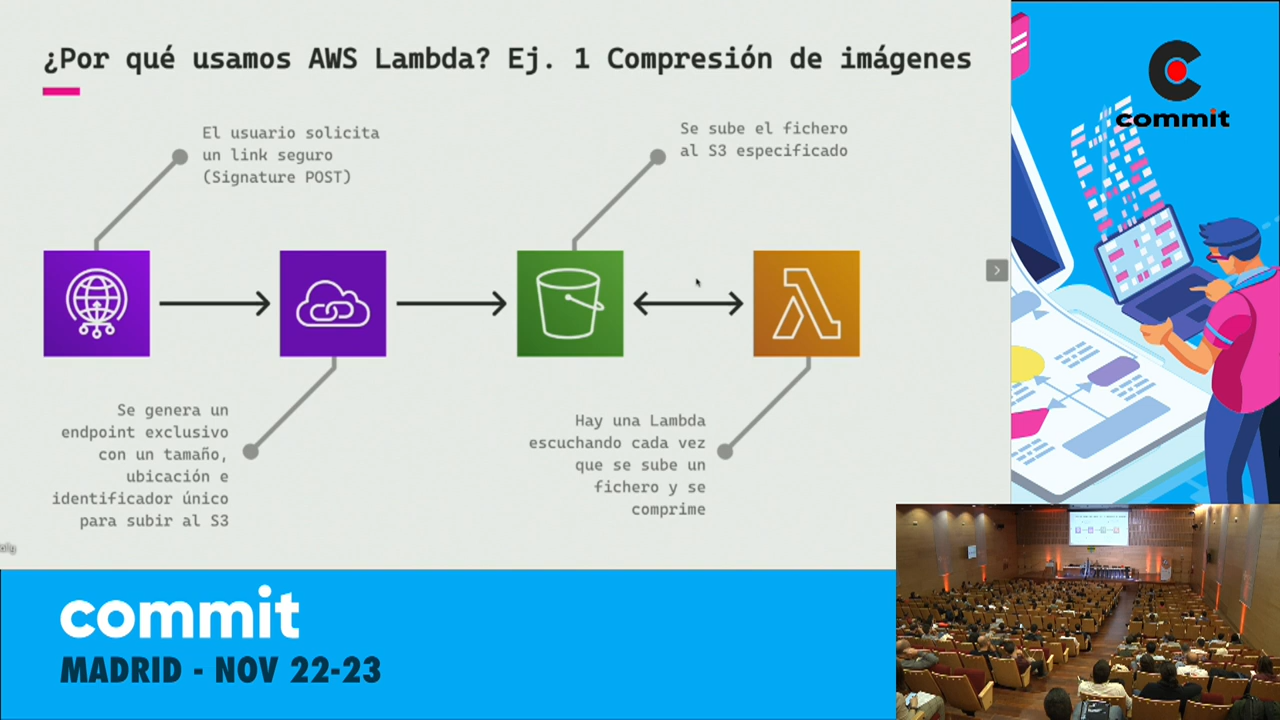 ¿Por qué usamos AWS Lambda? Ej. 1 Compresión de imágenes
El usuario solicita
un link seguro
(Signature POST)
Se sube el fichero
al S3 especificado
Se genera un
endpoint exclusivo
con un tamaño,
ubicación e
identificador único
para subir al S3
Hay una Lambda
escuchando cada vez
que se sube un
fichero y se
comprime
commit
commit
MADRID - NOV 22-23